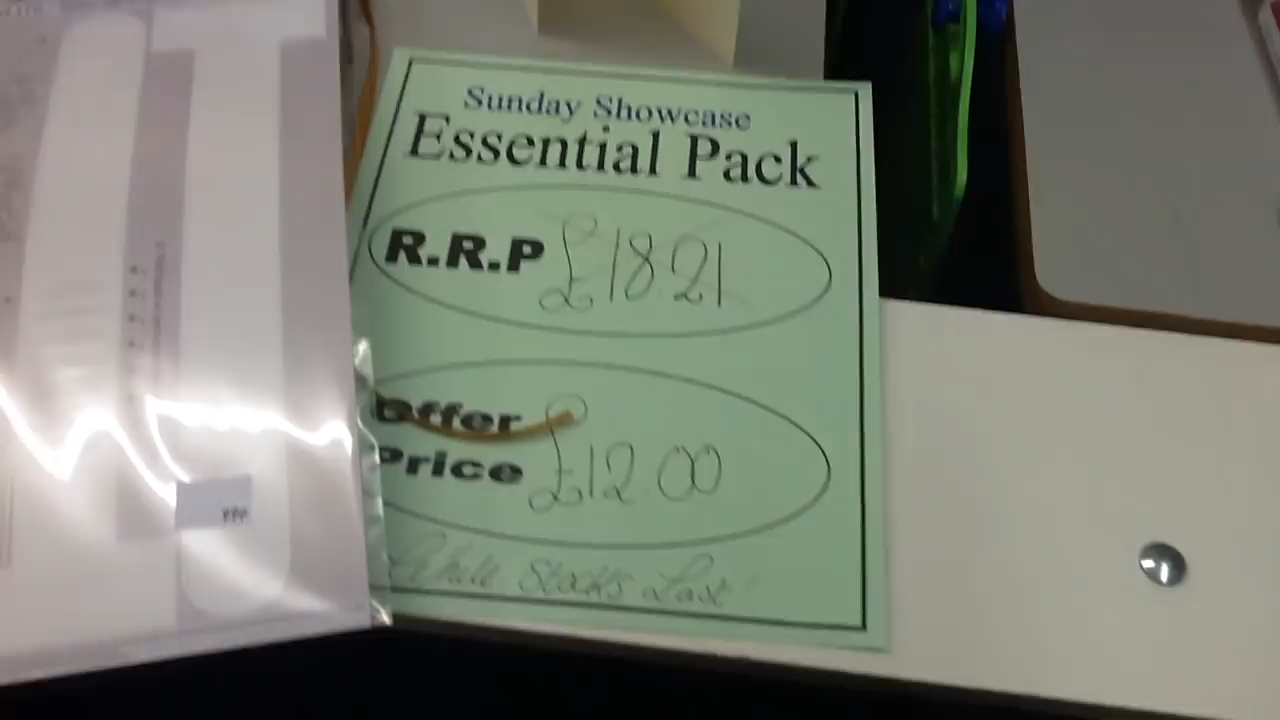 Sunday Showcase
Essential Pack
R.R.P £18.21
Offer
Price £12.00
While Stocks Last